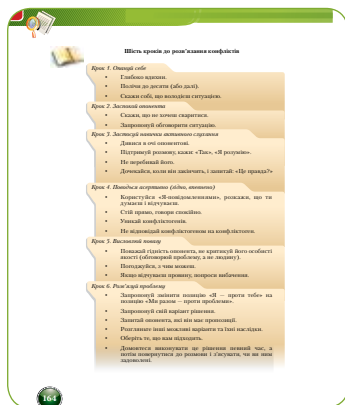 Шість кроків до розв'язання конфліктів
Крок 1. Опануй себе
• Глибоко вдихни.
• Полічи до десяти (або далі).
• Скажи собі, що володієш ситуацією.
Крок 2. Заспокой опонента
• Скажи, що не хочеш сваритися.
• Запропонуй обговорити ситуацію.
Крок 3. Застосуй навички активного слухання
• Дивися в очі опонентові.
• Підтримуй розмову, кажи: «Так», «Я розумію».
• Не перебивай його.
• Дочекайся, коли він закінчить, і запитай: «Це правда?»
Крок 4. Поводься асертивно (гідно, впевнено)
• Користуйся «Я-повідомленнями», розкажи, що ти
думаєш і відчуваєш.
• Стій прямо, говори спокійно.
• Уникай конфліктогенів.
• Не відповідай конфліктогеном на конфліктоген.
Крок 5. Висловлюй повагу
• Поважай гідність опонента, не критикуй його особисті
якості (обговорюй проблему, а не людину).
• Погоджуйся, з чим можеш.
• Якщо відчуваєш провину, попроси вибачення.
Крок 6. Розв'язуй проблему
• Запропонуй змінити позицію «Я — проти тебе» на
позицію «Ми разом — проти проблеми».
• Запропонуй свій варіант рішення.
• Запитай опонента, які він має пропозиції.
• Розгляньте інші можливі варіанти та їхні наслідки.
• Оберіть те, що вам підходить.
• Домовтеся виконувати це рішення певний час, а
потім повернутися до розмови і з'ясувати, чи ви ним
задоволені.
164